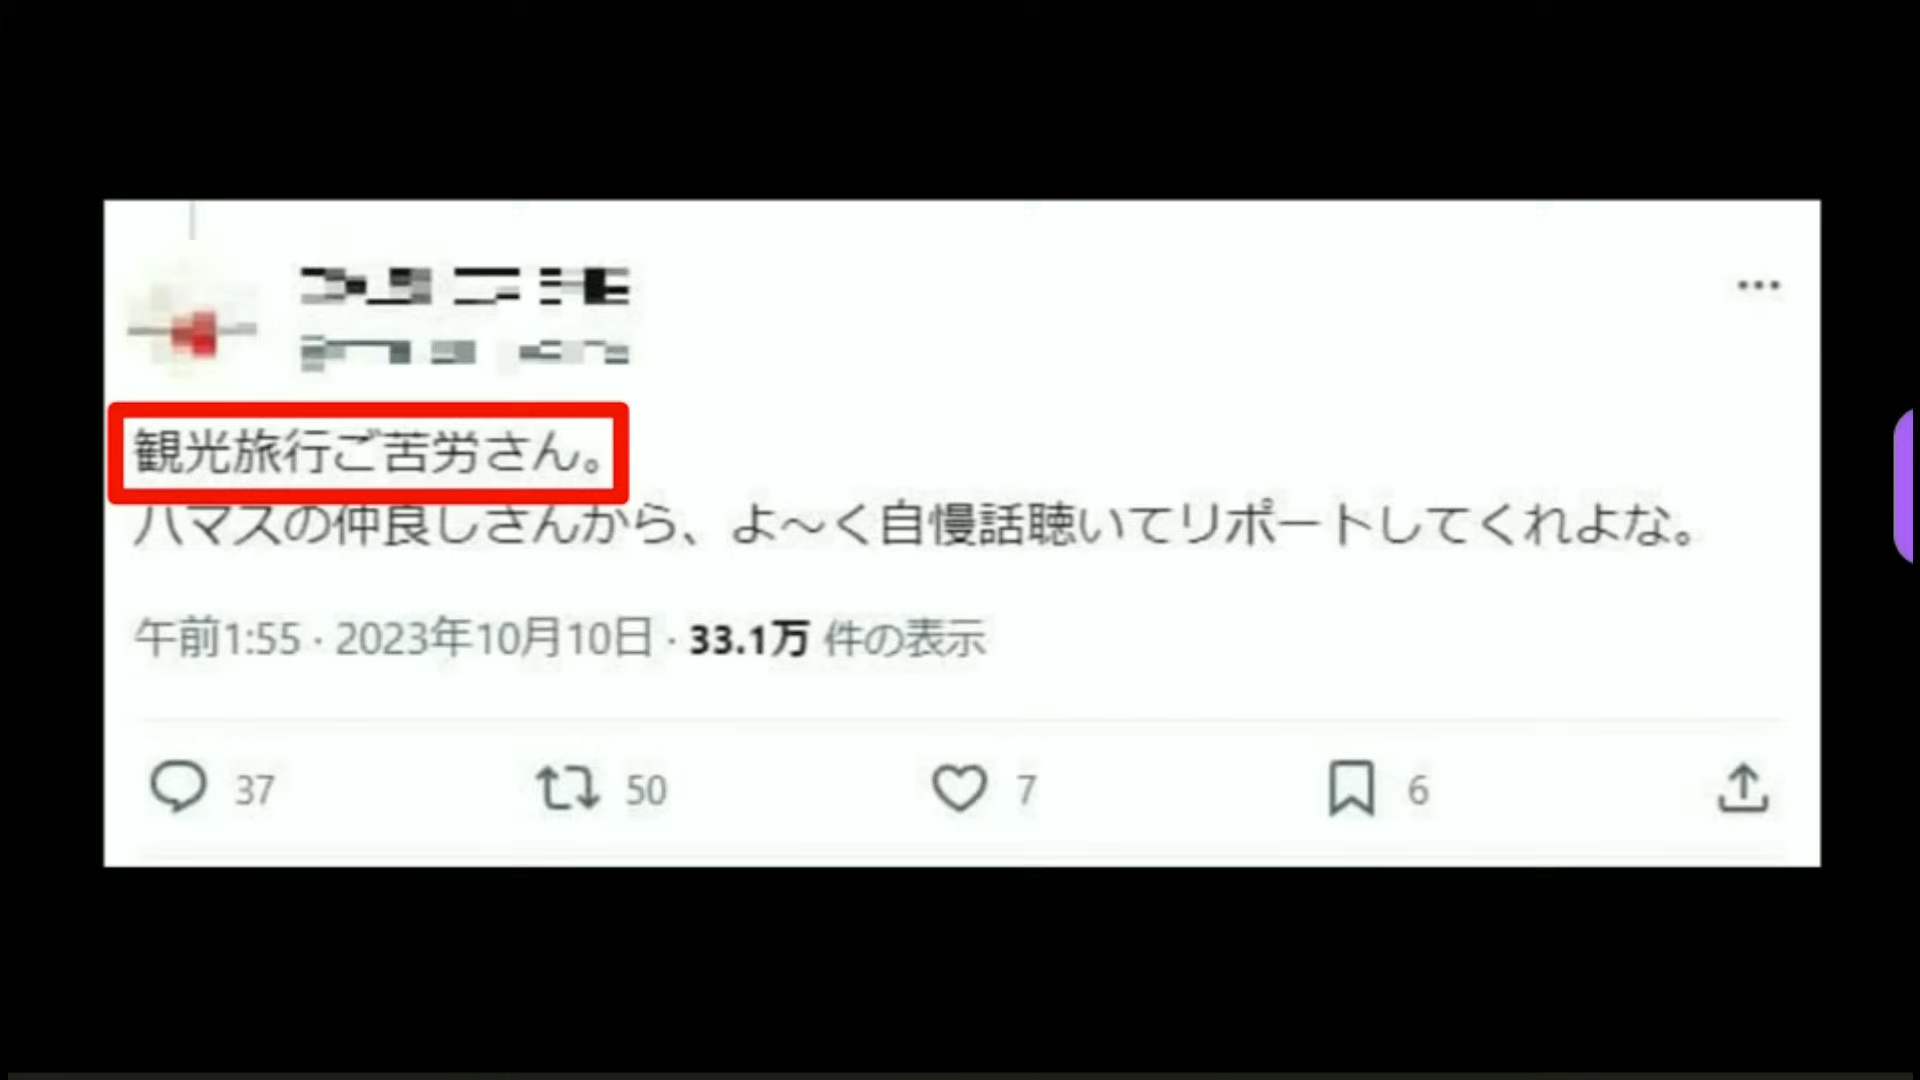 観光旅行ご苦労さん。
ハマスの仲良しさんから、よ～く自慢話聴いてリポートしてくれよな。
午前1:55 · 2023年10月10日 · 33.1万 件の表示
37 50 7 6